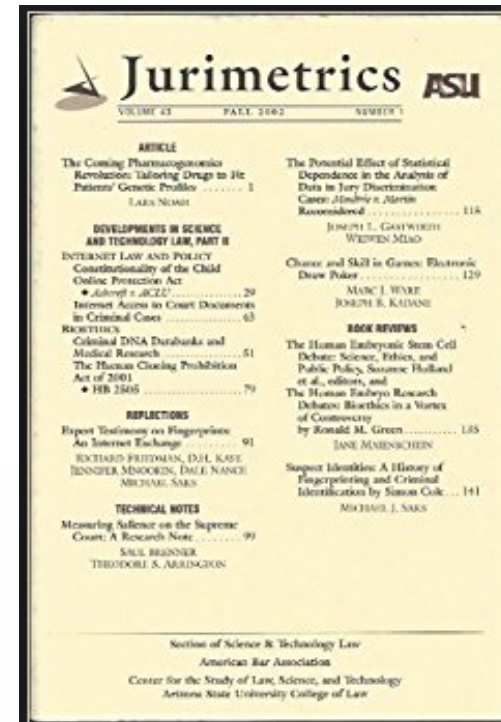 Jurimetrics ASU
VOLUME 43 FALL 2002 NUMBER 1
ARTICLE
The Coming Pharmacogenomics
Revolution: Tailoring Drugs to Fit
Patients' Genetic Profiles ........ 1
LARS NOAH
DEVELOPMENTS IN SCIENCE
AND TECHNOLOGY LAW, PART II
INTERNET LAW AND POLICY
Constitutionality of the Child
Online Protection Act
◆ Ashcroft v. ACLU ............... 29
Internet Access to Court Documents
in Criminal Cases ................ 63
BIOETHICS
Criminal DNA Databanks and
Medical Research ................ 51
The Human Cloning Prohibition
Act of 2001
◆ HB 2505 ....................... 79
REFLECTIONS
Expert Testimony on Fingerprints:
An Internet Exchange ............ 91
RICHARD FRIEDMAN, D.H. KAYE
JENNIFER MNOOKIN, DALE NANCE
MICHAEL SAKS
TECHNICAL NOTES
Measuring Salience on the Supreme
Court: A Research Note ......... 99
SAUL BRENNER
THEODORE S. ARRINGTON
The Potential Effect of Statistical
Dependence in the Analysis of
Data in Jury Discrimination
Cases: Moultrie v. Martin
Reconsidered ................. 115
JOSEPH L. GASTWIRTH
WEIWEN MIAO
Chance and Skill in Games: Electronic
Draw Poker .................. 129
MARC J. WARE
JOSEPH B. KADANE
BOOK REVIEWS
The Human Embryonic Stem Cell
Debate: Science, Ethics, and
Public Policy, Suzanne Holland
et al., editors, and
The Human Embryo Research
Debates: Bioethics in a Vortex
of Controversy
by Ronald M. Green ........... 135
JANE MAIENSCHEIN
Suspect Identities: A History of
Fingerprinting and Criminal
Identification by Simon Cole ... 141
MICHAEL J. SAKS
Section of Science & Technology Law
American Bar Association
Center for the Study of Law, Science, and Technology
Arizona State University College of Law